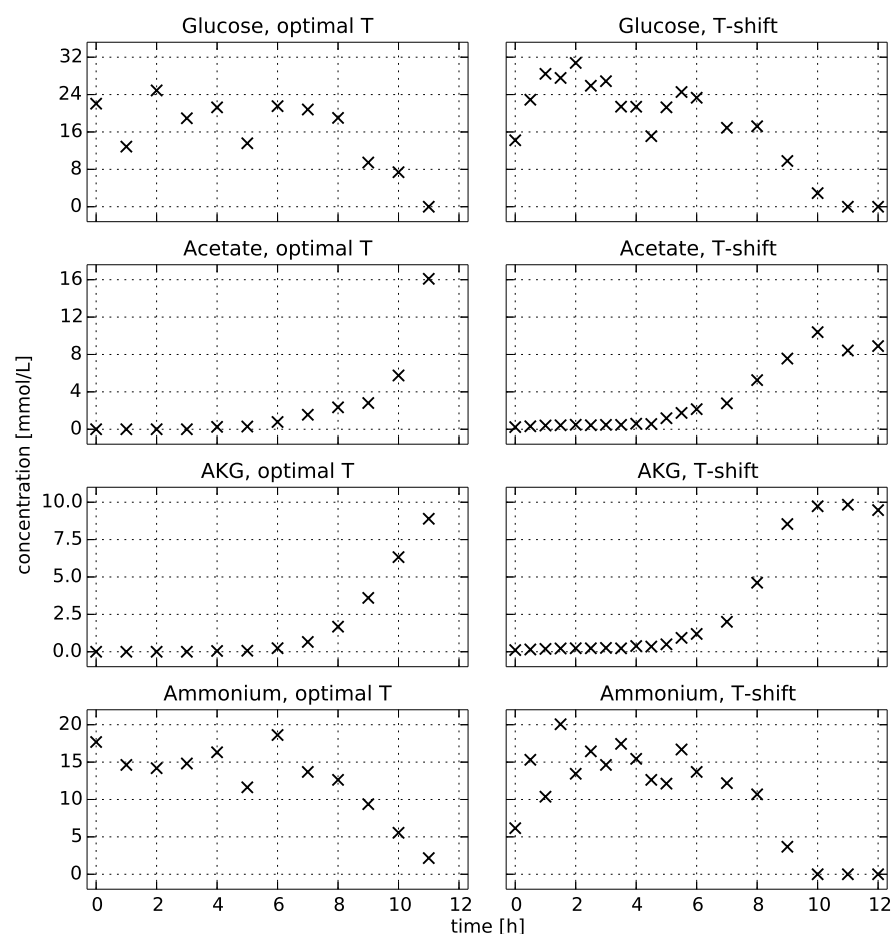 Glucose, optimal T
Glucose, T-shift
32
24
16
8
0
Acetate, optimal T
Acetate, T-shift
16
12
8
4
0
concentration [mmol/L]
AKG, optimal T
AKG, T-shift
10.0
7.5
5.0
2.5
0.0
Ammonium, optimal T
Ammonium, T-shift
20
15
10
5
0
0 2 4 6 8 10 12
0 2 4 6 8 10 12
time [h]